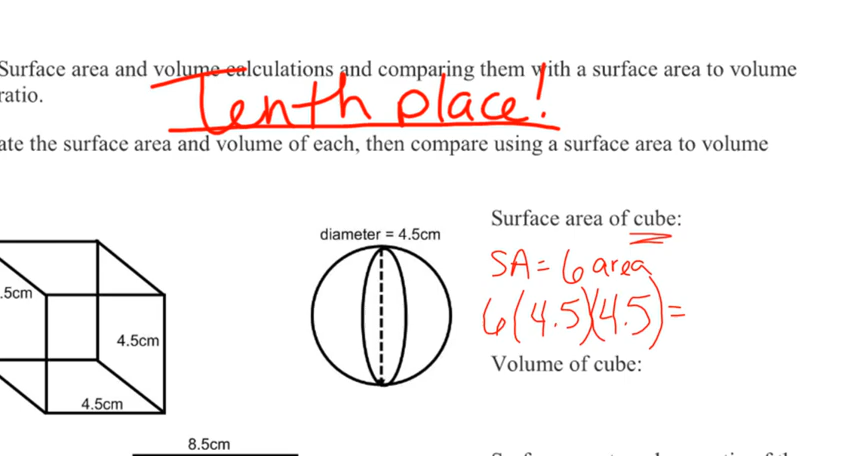 Surface area and volume calculations and comparing them with a surface area to volume
ratio.
Tenth place!
ate the surface area and volume of each, then compare using a surface area to volume
diameter = 4.5cm
Surface area of cube:
SA = 6 area
.5cm
6(4.5)(4.5)=
4.5cm
Volume of cube:
4.5cm
8.5cm